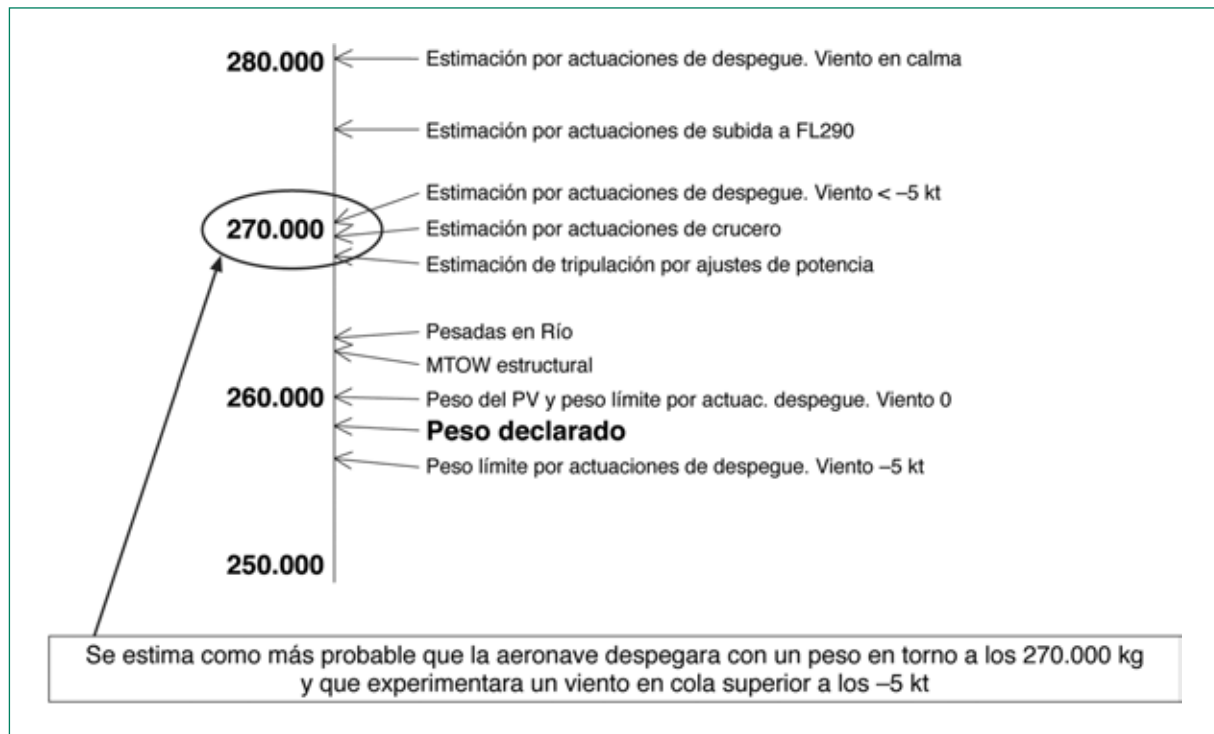 280.000
Estimación por actuaciones de despegue. Viento en calma
Estimación por actuaciones de subida a FL290
Estimación por actuaciones de despegue. Viento < –5 kt
270.000
Estimación por actuaciones de crucero
Estimación de tripulación por ajustes de potencia
Pesadas en Río
MTOW estructural
260.000
Peso del PV y peso límite por actuac. despegue. Viento 0
Peso declarado
Peso límite por actuaciones de despegue. Viento –5 kt
250.000
Se estima como más probable que la aeronave despegara con un peso en torno a los 270.000 kg
y que experimentara un viento en cola superior a los –5 kt